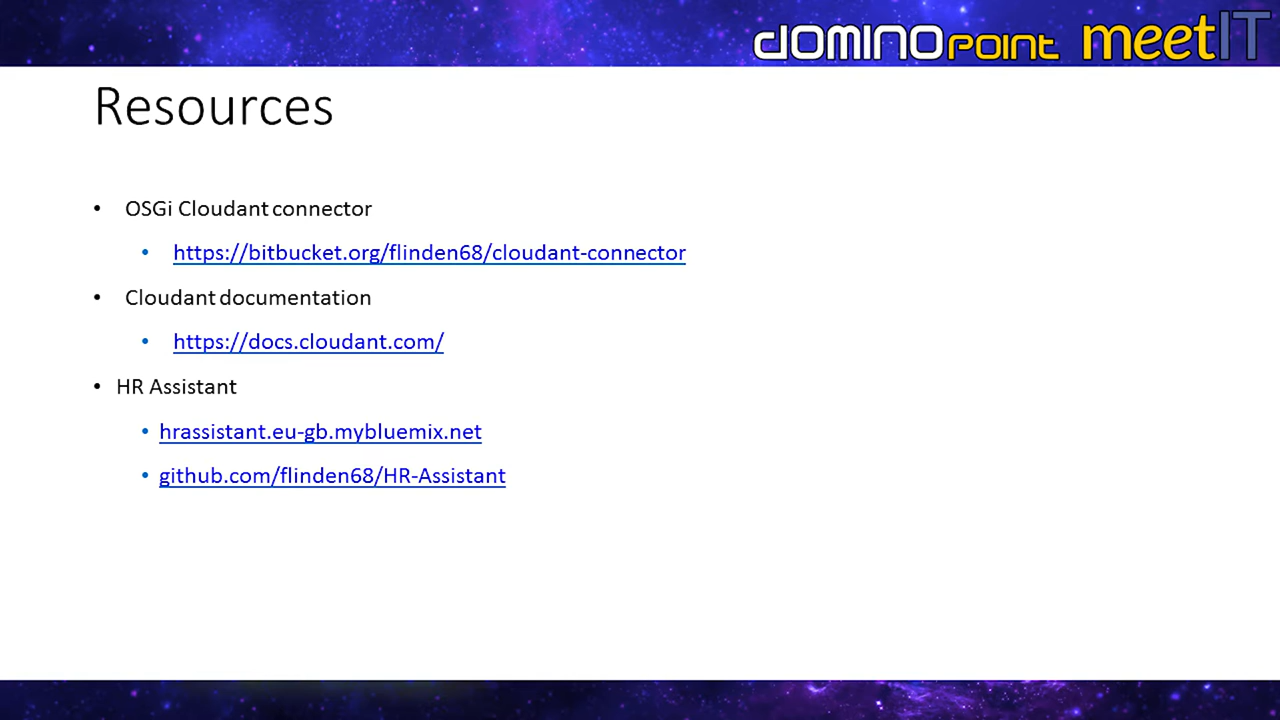 dominopoint meetIT
Resources
• OSGi Cloudant connector
• https://bitbucket.org/flinden68/cloudant-connector
• Cloudant documentation
• https://docs.cloudant.com/
• HR Assistant
• hrassistant.eu-gb.mybluemix.net
• github.com/flinden68/HR-Assistant